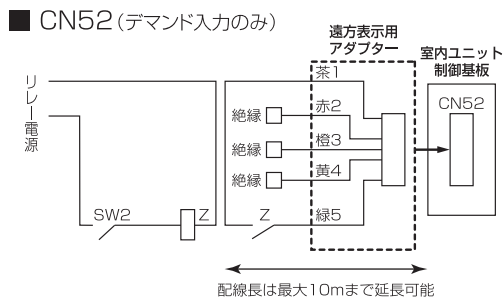 ■ CN52(デマンド入力のみ)
遠方表示用
アダプター
室内ユニット
制御基板
リレー電源
茶1
赤2
橙3
黄4
緑5
絶縁
絶縁
絶縁
CN52
SW2
Z
Z
配線長は最大10mまで延長可能